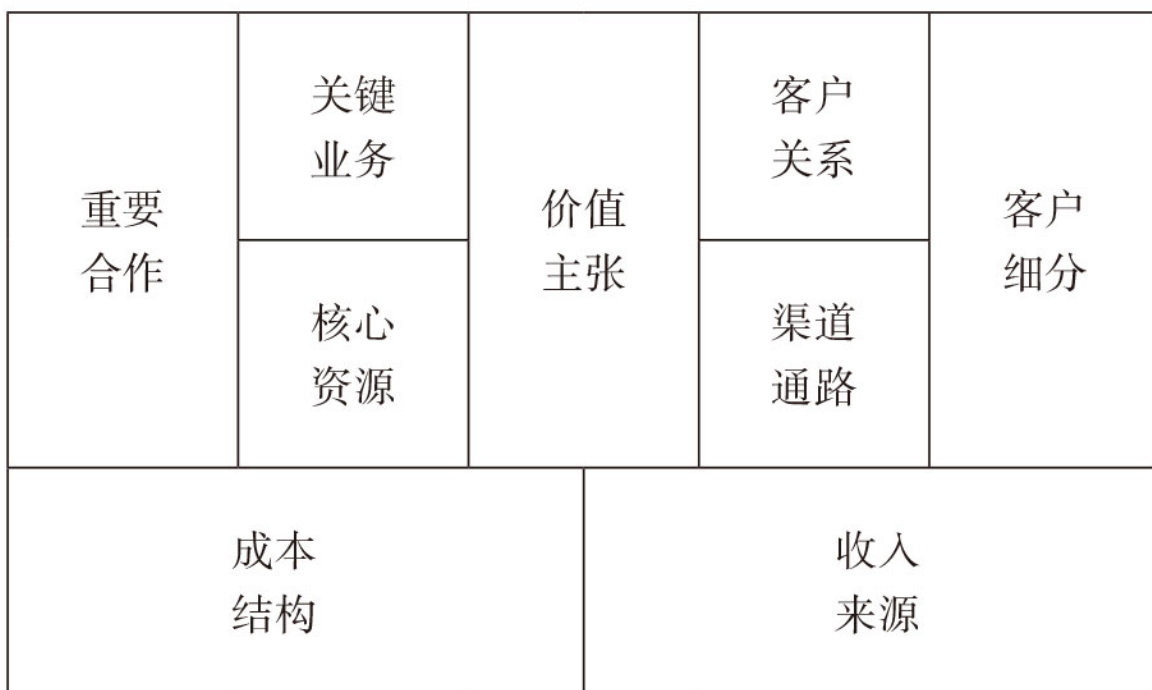 重要
合作
关键
业务
核心
资源
价值
主张
客户
关系
渠道
通路
客户
细分
成本
结构
收入
来源